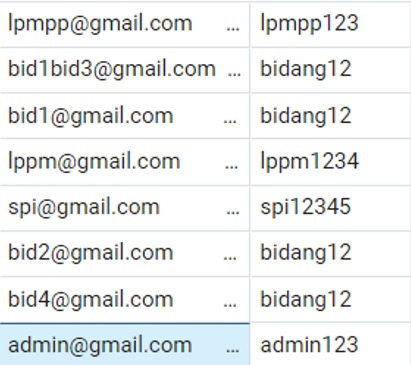 lpmpp@gmail.com ... lpmpp123
bid1bid3@gmail.com ... bidang12
bid1@gmail.com ... bidang12
lppm@gmail.com ... lppm1234
spi@gmail.com ... spi12345
bid2@gmail.com ... bidang12
bid4@gmail.com ... bidang12
admin@gmail.com ... admin123